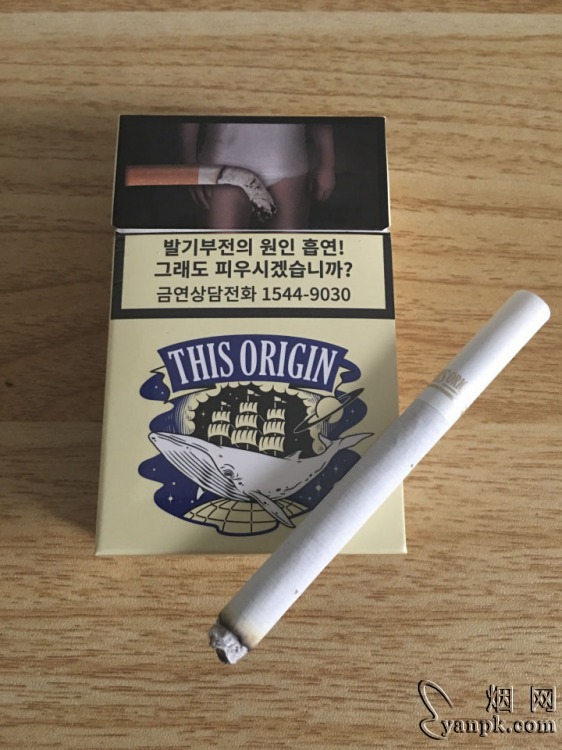 발기부전의 원인 흡연!
그래도 피우시겠습니까?
금연상담전화 1544-9030
THIS ORIGIN
烟网
yanpk.com